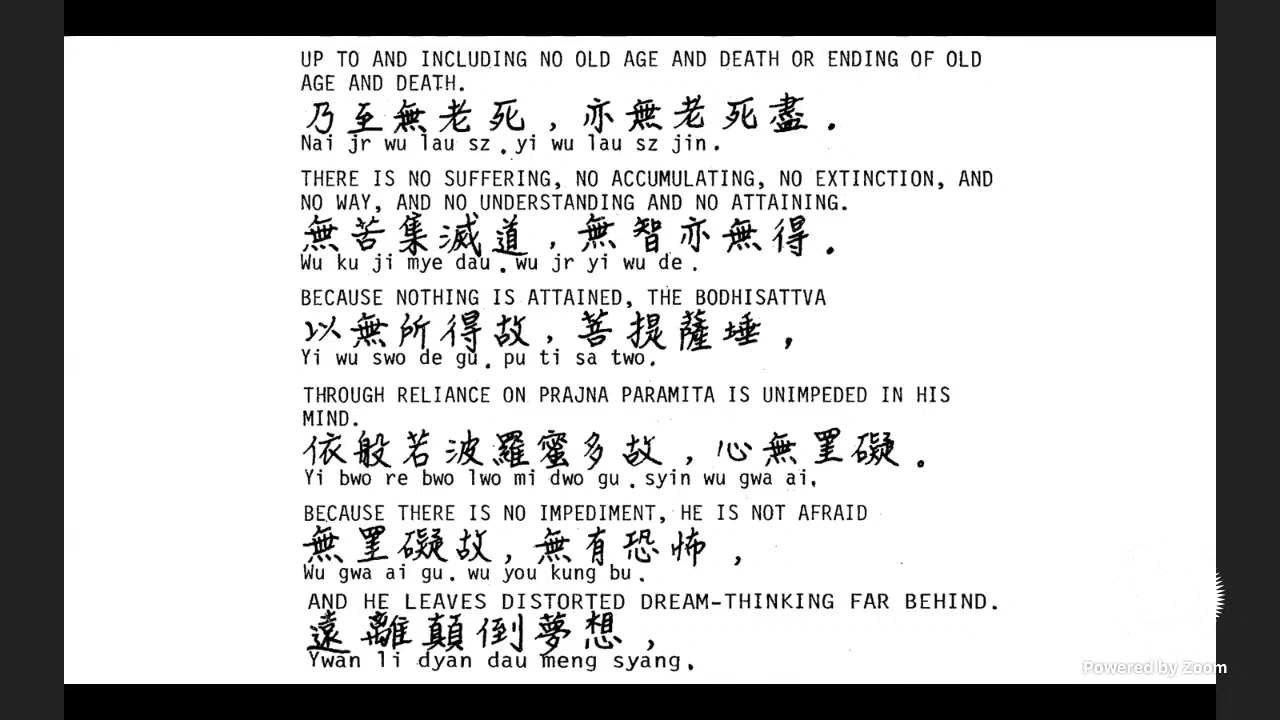 UP TO AND INCLUDING NO OLD AGE AND DEATH OR ENDING OF OLD
AGE AND DEATH.
乃至無老死，亦無老死盡．
Nai jr wu lau sz . yi wu lau sz jin .
THERE IS NO SUFFERING, NO ACCUMULATING, NO EXTINCTION, AND
NO WAY, AND NO UNDERSTANDING AND NO ATTAINING.
無苦集滅道，無智亦無得．
Wu ku ji mye dau . wu jr yi wu de .
BECAUSE NOTHING IS ATTAINED, THE BODHISATTVA
以無所得故，菩提薩埵，
Yi wu swo de gu . pu ti sa two.
THROUGH RELIANCE ON PRAJNA PARAMITA IS UNIMPEDED IN HIS
MIND.
依般若波羅蜜多故，心無罣礙。
Yi bwo re bwo lwo mi dwo gu . syin wu gwa ai.
BECAUSE THERE IS NO IMPEDIMENT, HE IS NOT AFRAID
無罣礙故，無有恐怖，
Wu gwa ai gu . wu you kung bu .
AND HE LEAVES DISTORTED DREAM-THINKING FAR BEHIND.
遠離顛倒夢想，
Ywan li dyan dau meng syang.
Powered by Zoom